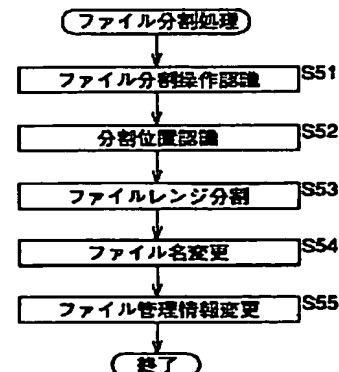 ファイル分割処理
ファイル分割操作認識 S51
分割位置認識 S52
ファイルレンジ分割 S53
ファイル名変更 S54
ファイル管理情報変更 S55
終了